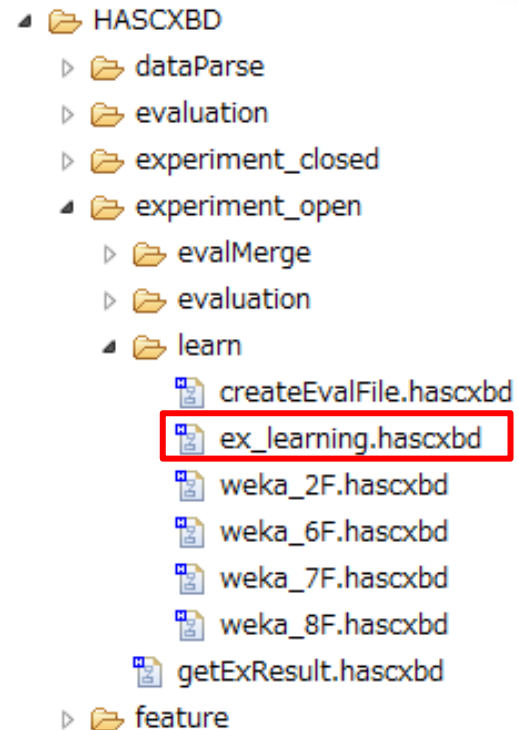 HASCXBD
dataParse
evaluation
experiment_closed
experiment_open
evalMerge
evaluation
learn
createEvalFile.hascxbd
ex_learning.hascxbd
weka_2F.hascxbd
weka_6F.hascxbd
weka_7F.hascxbd
weka_8F.hascxbd
getExResult.hascxbd
feature